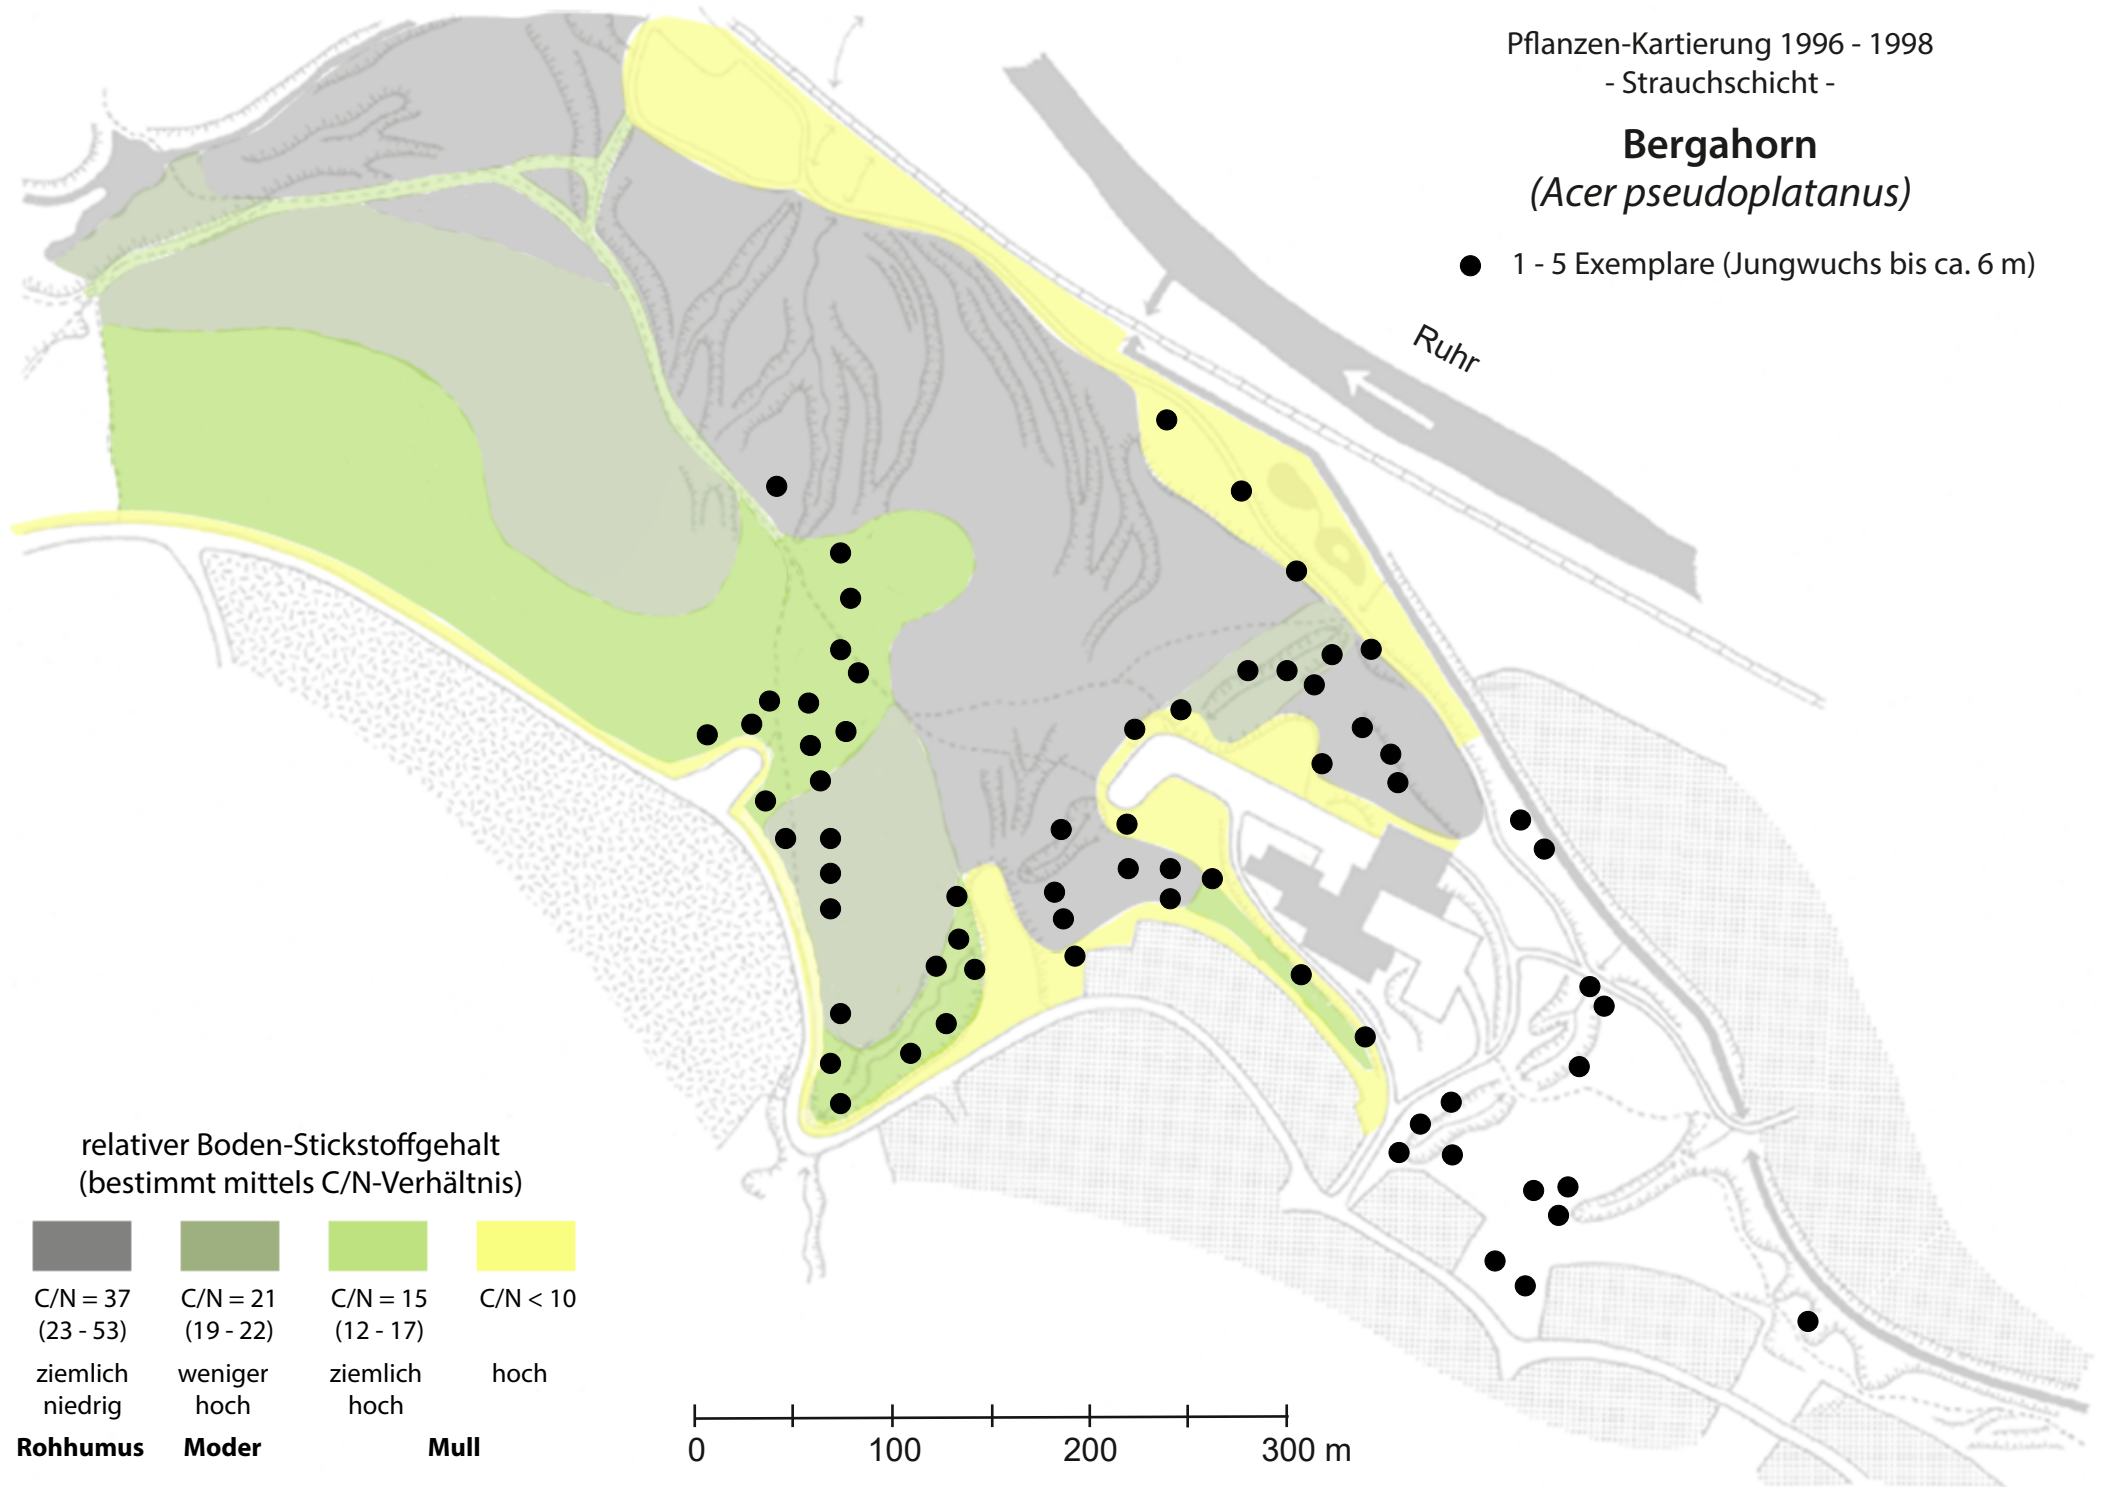 Pflanzen-Kartierung 1996 - 1998
- Strauchschicht -
Bergahorn
(Acer pseudoplatanus)
1 - 5 Exemplare (Jungwuchs bis ca. 6 m)
Ruhr
relativer Boden-Stickstoffgehalt
(bestimmt mittels C/N-Verhältnis)
C/N = 37 C/N = 21 C/N = 15 C/N < 10
(23 - 53) (19 - 22) (12 - 17)
ziemlich weniger ziemlich hoch
niedrig hoch hoch
Rohhumus Moder Mull
0 100 200 300 m